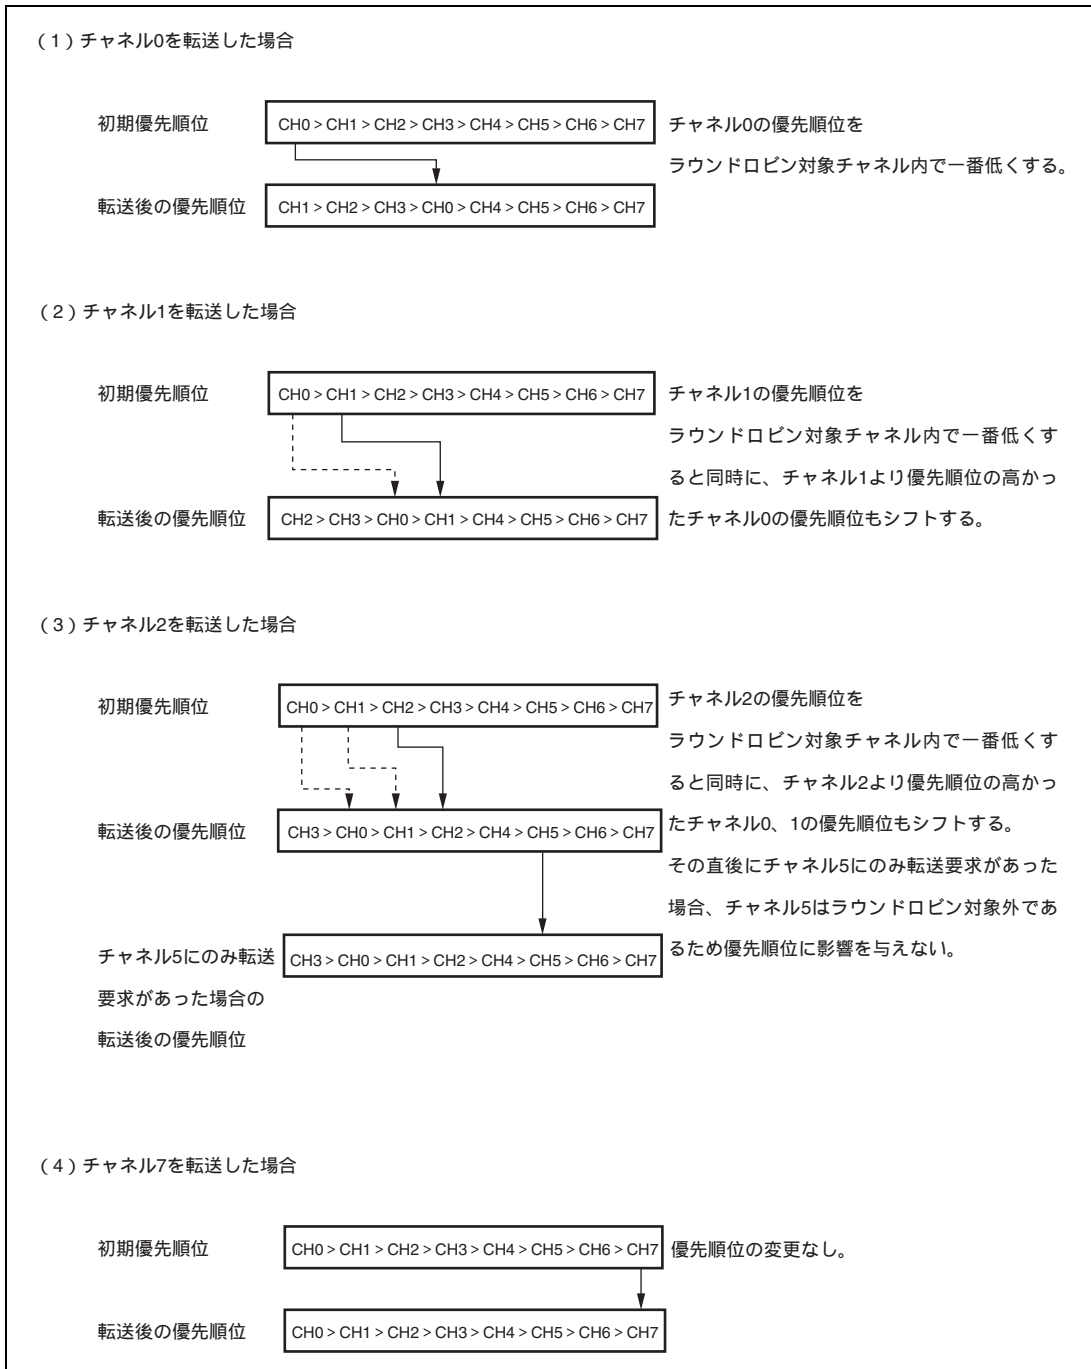 （1）チャネル0を転送した場合
初期優先順位
CH0 > CH1 > CH2 > CH3 > CH4 > CH5 > CH6 > CH7
チャネル0の優先順位を
ラウンドロビン対象チャネル内で一番低くする。
転送後の優先順位
CH1 > CH2 > CH3 > CH0 > CH4 > CH5 > CH6 > CH7
（2）チャネル1を転送した場合
初期優先順位
CH0 > CH1 > CH2 > CH3 > CH4 > CH5 > CH6 > CH7
チャネル1の優先順位を
ラウンドロビン対象チャネル内で一番低くす
ると同時に、チャネル1より優先順位の高かっ
たチャネル0の優先順位もシフトする。
転送後の優先順位
CH2 > CH3 > CH0 > CH1 > CH4 > CH5 > CH6 > CH7
（3）チャネル2を転送した場合
初期優先順位
CH0 > CH1 > CH2 > CH3 > CH4 > CH5 > CH6 > CH7
チャネル2の優先順位を
ラウンドロビン対象チャネル内で一番低くす
ると同時に、チャネル2より優先順位の高かっ
たチャネル0、1の優先順位もシフトする。
その直後にチャネル5にのみ転送要求があった
場合、チャネル5はラウンドロビン対象外であ
るため優先順位に影響を与えない。
転送後の優先順位
CH3 > CH0 > CH1 > CH2 > CH4 > CH5 > CH6 > CH7
チャネル5にのみ転送
要求があった場合の
転送後の優先順位
CH3 > CH0 > CH1 > CH2 > CH4 > CH5 > CH6 > CH7
（4）チャネル7を転送した場合
初期優先順位
CH0 > CH1 > CH2 > CH3 > CH4 > CH5 > CH6 > CH7
優先順位の変更なし。
転送後の優先順位
CH0 > CH1 > CH2 > CH3 > CH4 > CH5 > CH6 > CH7